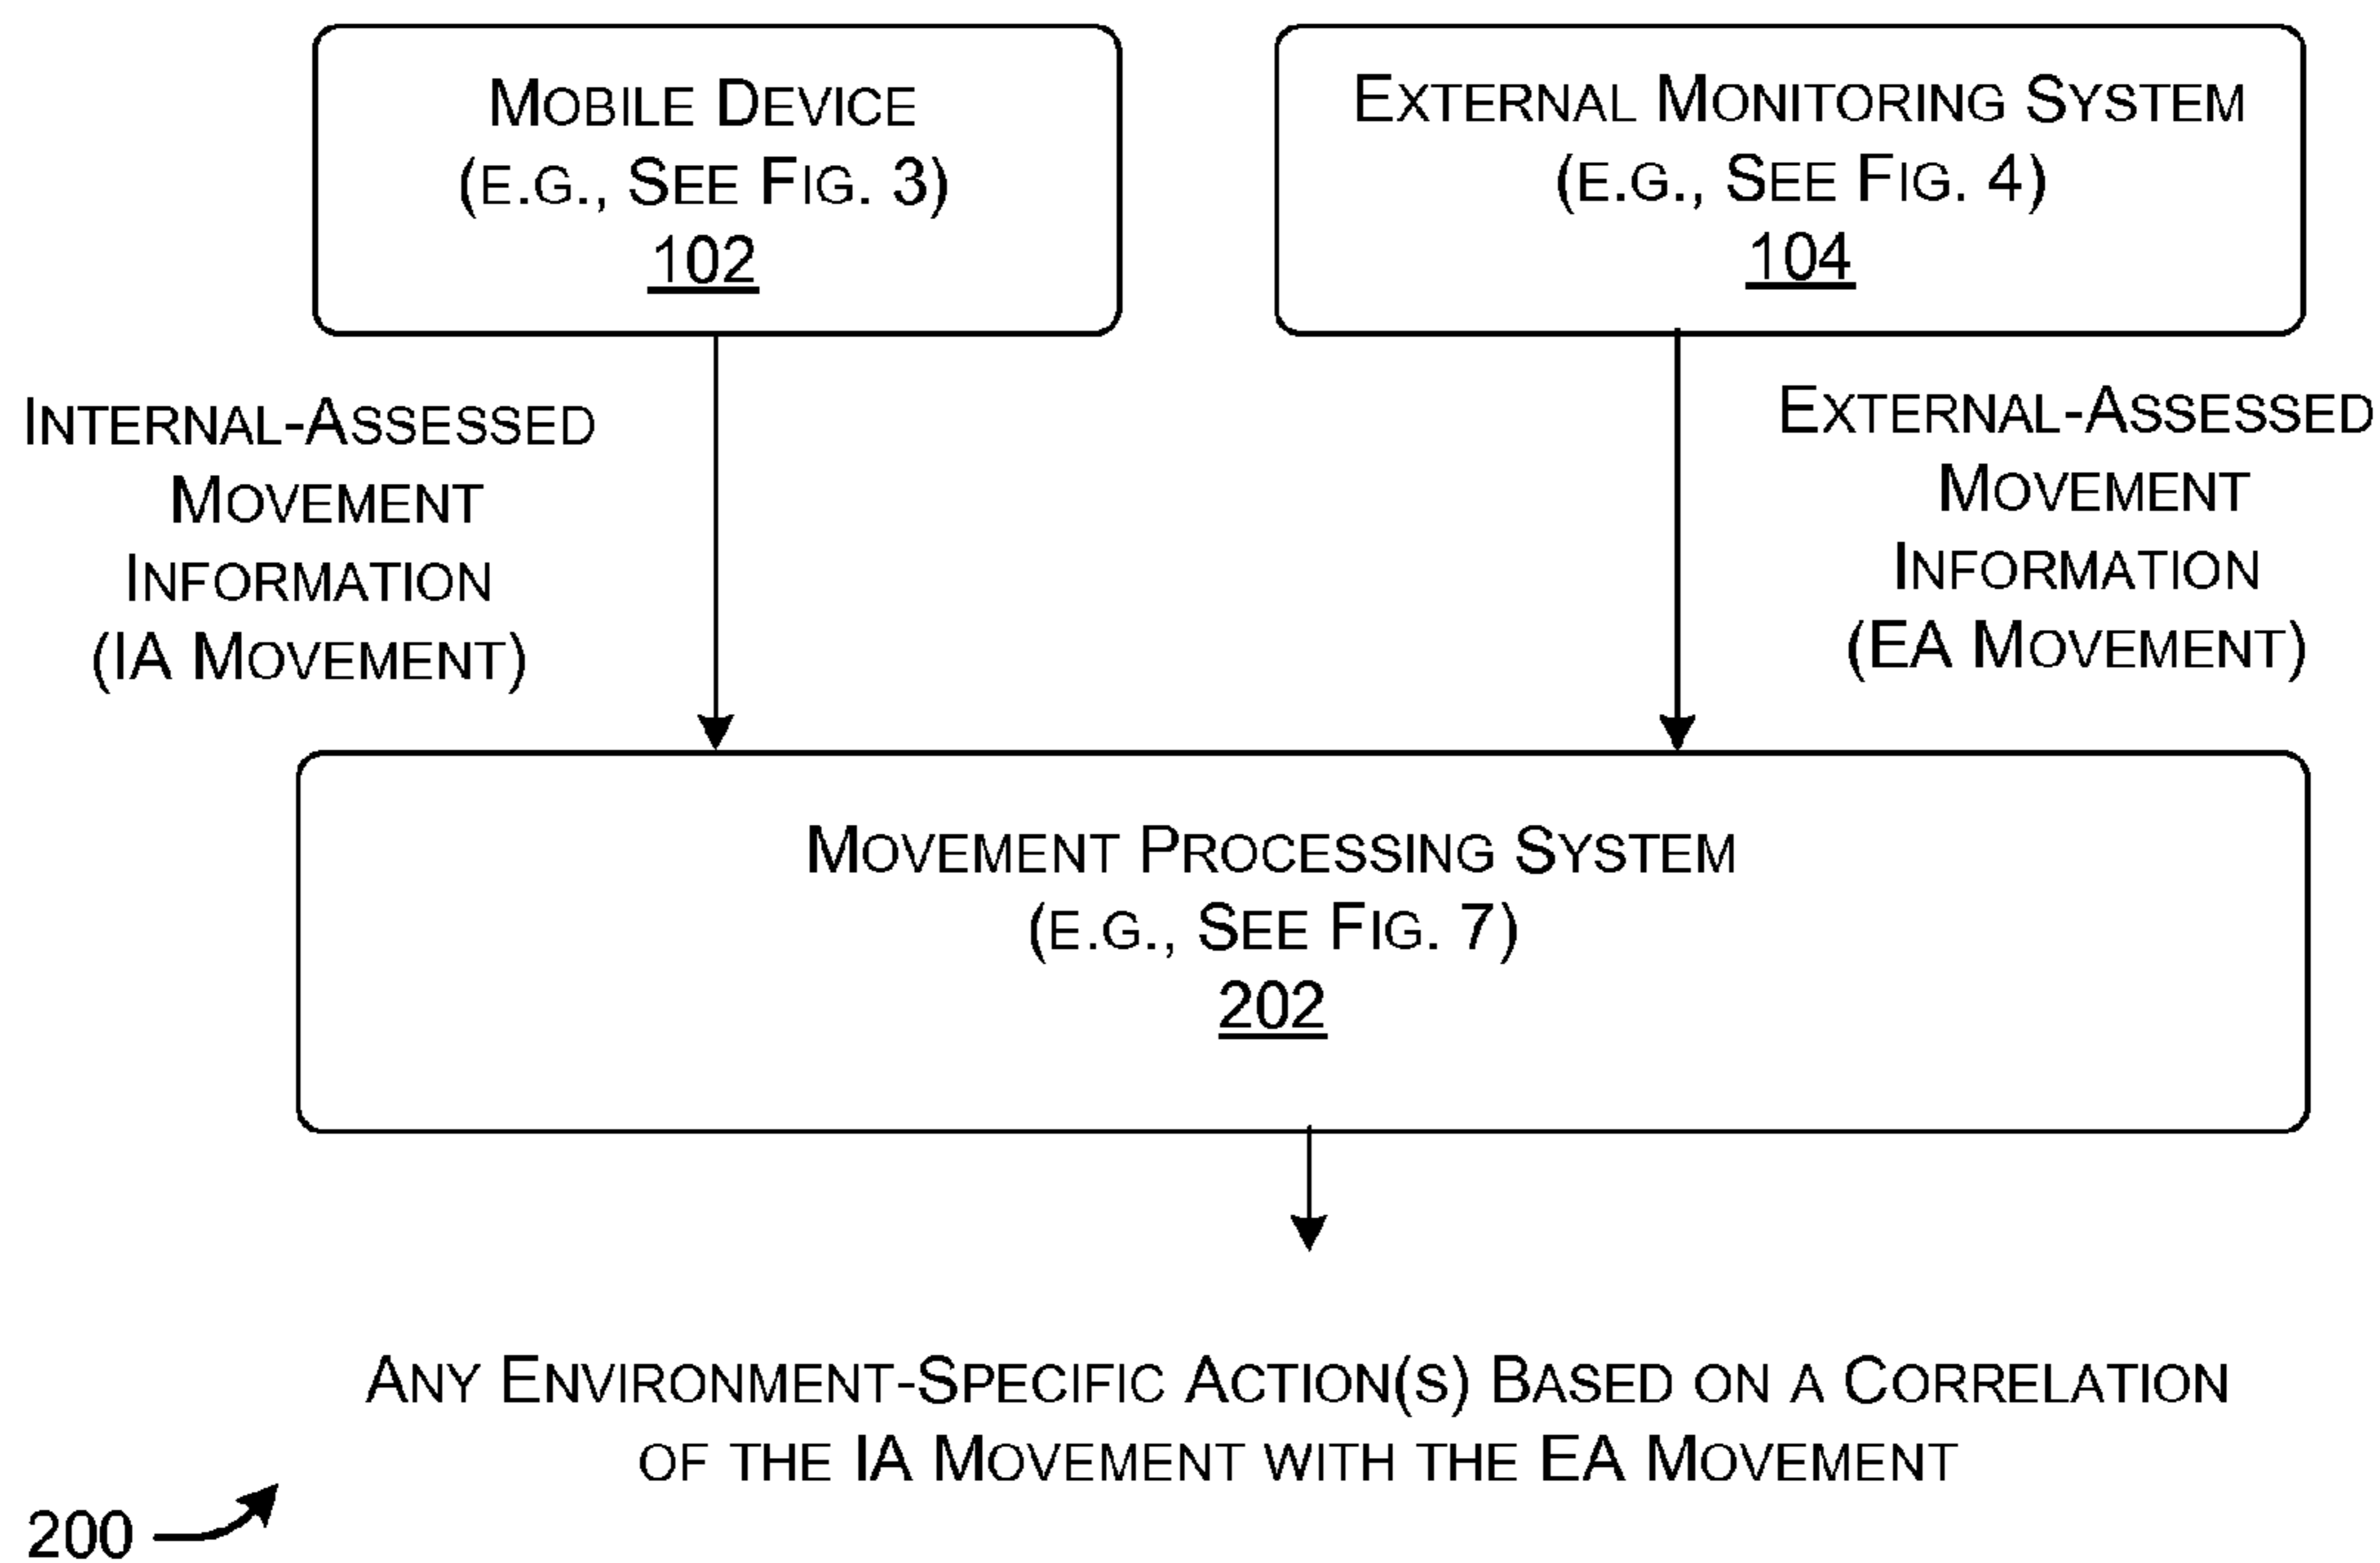 MOBILE DEVICE
(E.G., SEE FIG. 3)
102
EXTERNAL MONITORING SYSTEM
(E.G., SEE FIG. 4)
104
INTERNAL-ASSESSED
MOVEMENT
INFORMATION
(IA MOVEMENT)
EXTERNAL-ASSESSED
MOVEMENT
INFORMATION
(EA MOVEMENT)
MOVEMENT PROCESSING SYSTEM
(E.G., SEE FIG. 7)
202
ANY ENVIRONMENT-SPECIFIC ACTION(S) BASED ON A CORRELATION
OF THE IA MOVEMENT WITH THE EA MOVEMENT
200